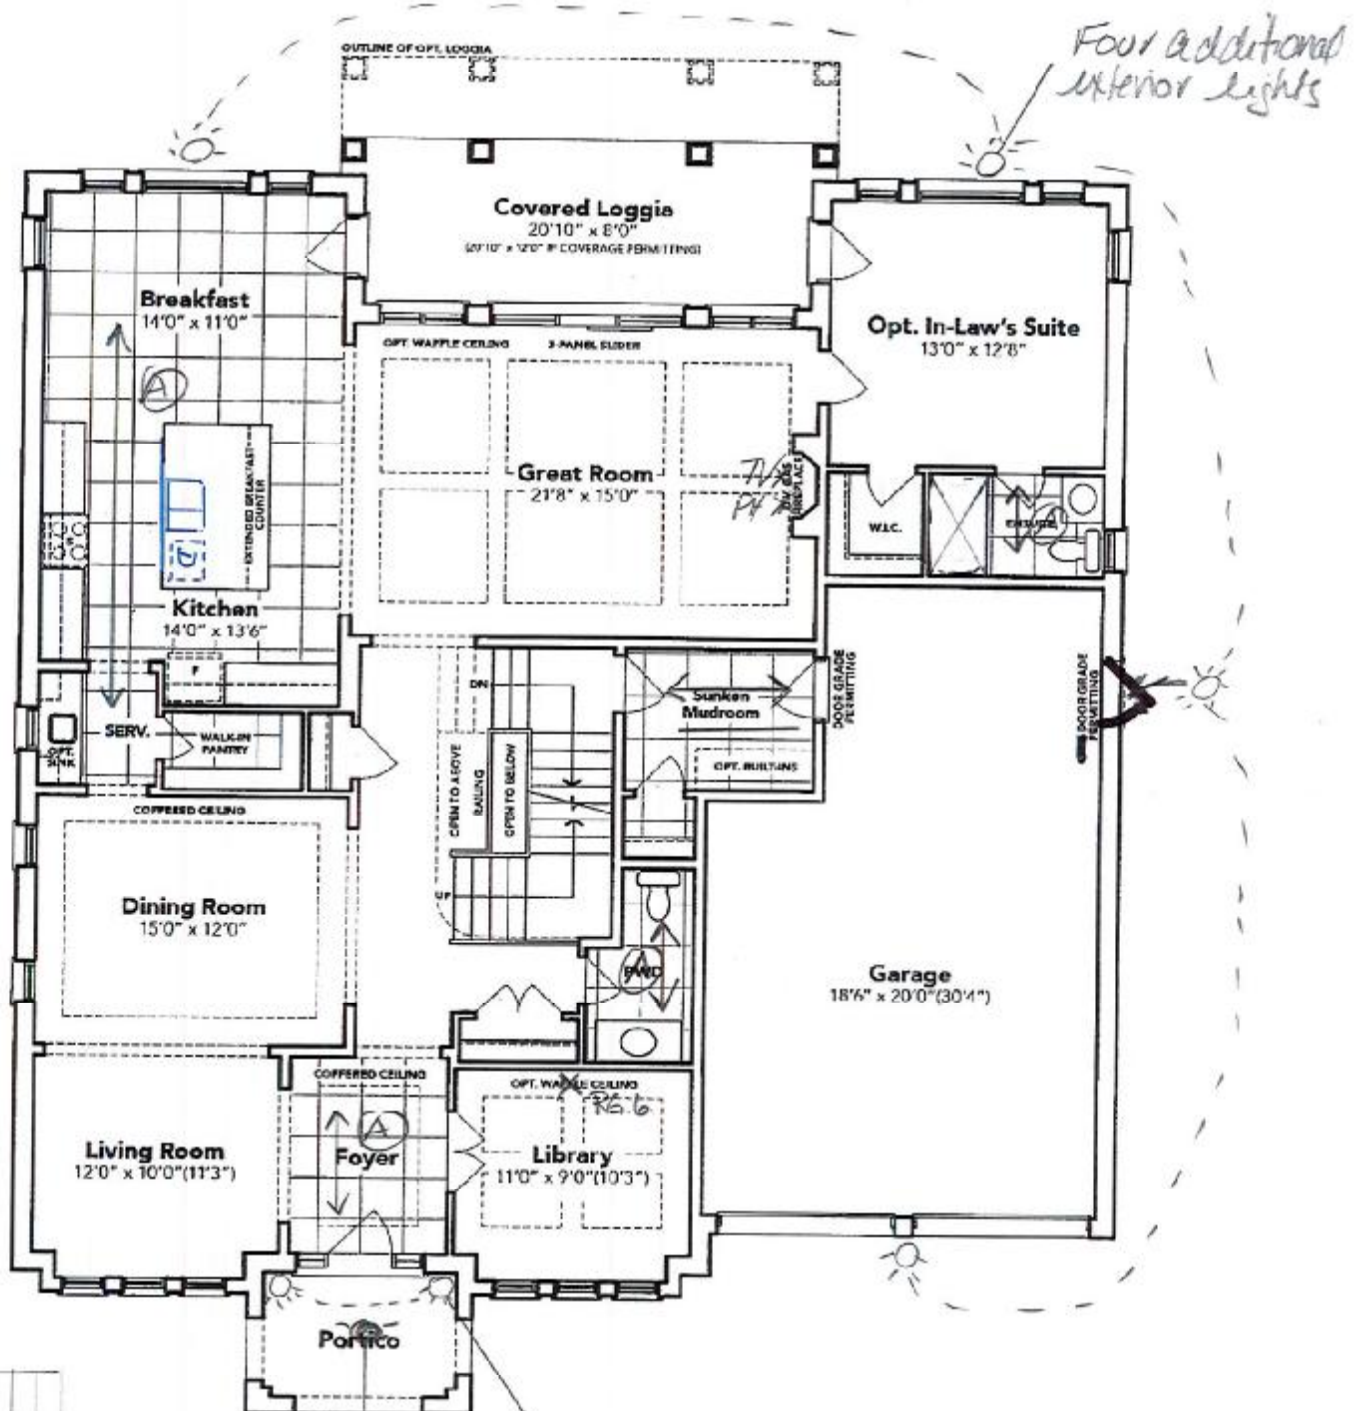 Four additional
exterior lights
OUTLINE OF OPT. LOGGIA
Covered Loggia
20'10" x 8'0"
(20'10" x 12'0" IF COVERAGE PERMITTING)
Breakfast
14'0" x 11'0"
OPT. WAFFLE CEILING
3-PANEL SLIDER
Opt. In-Law's Suite
13'0" x 12'8"
A
EXTENDED BREAKFAST
COUNTER
Great Room
21'8" x 15'0"
TV
GAS
FIREPLACE
W.I.C.
ENSUITE
Kitchen
14'0" x 13'6"
F
DN
Sunken
Mudroom
DOOR GRADE
PERMITTING
DOOR GRADE
PERMITTING
SERV.
OPT.
SINK
WALK-IN
PANTRY
OPEN TO ABOVE
RAILING
OPEN TO BELOW
OPT. BUILT-INS
COFFERED CEILING
Dining Room
15'0" x 12'0"
UP
PWD
A
Garage
18'6" x 20'0"(30'4")
COFFERED CEILING
OPT. WAFFLE CEILING
A
Foyer
Living Room
12'0" x 10'0"(11'3")
Library
11'0" x 9'0"(10'3")
Portico